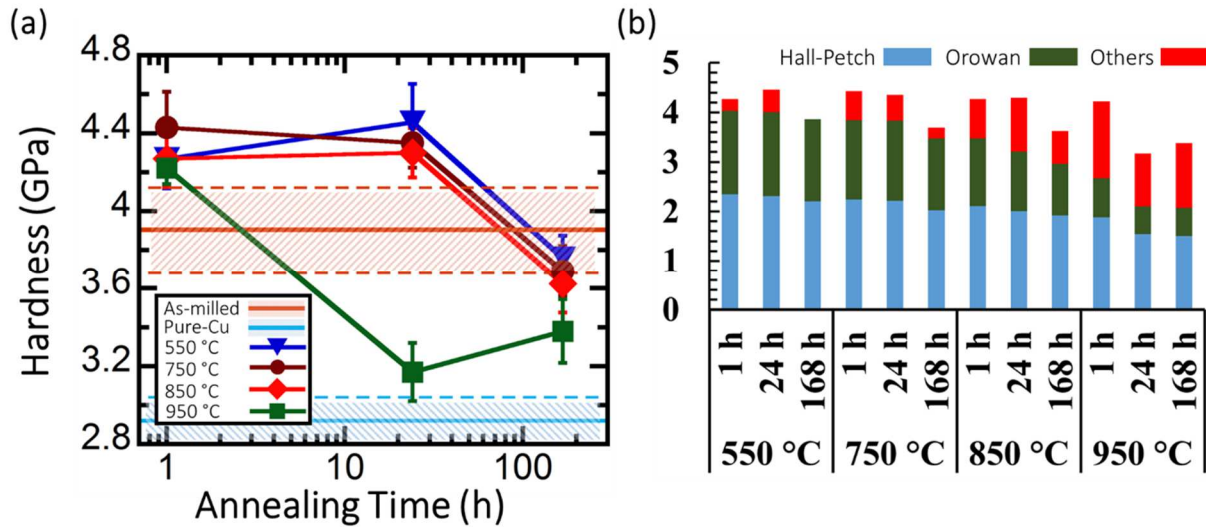 (a)
Hardness (GPa)
4.8
4.4
4
3.6
3.2
2.8
As-milled
Pure-Cu
550 °C
750 °C
850 °C
950 °C
1
10
100
Annealing Time (h)
(b)
Hall-Petch
Orowan
Others
5
4
3
2
1
0
1 h
24 h
168 h
1 h
24 h
168 h
1 h
24 h
168 h
1 h
24 h
168 h
550 °C
750 °C
850 °C
950 °C